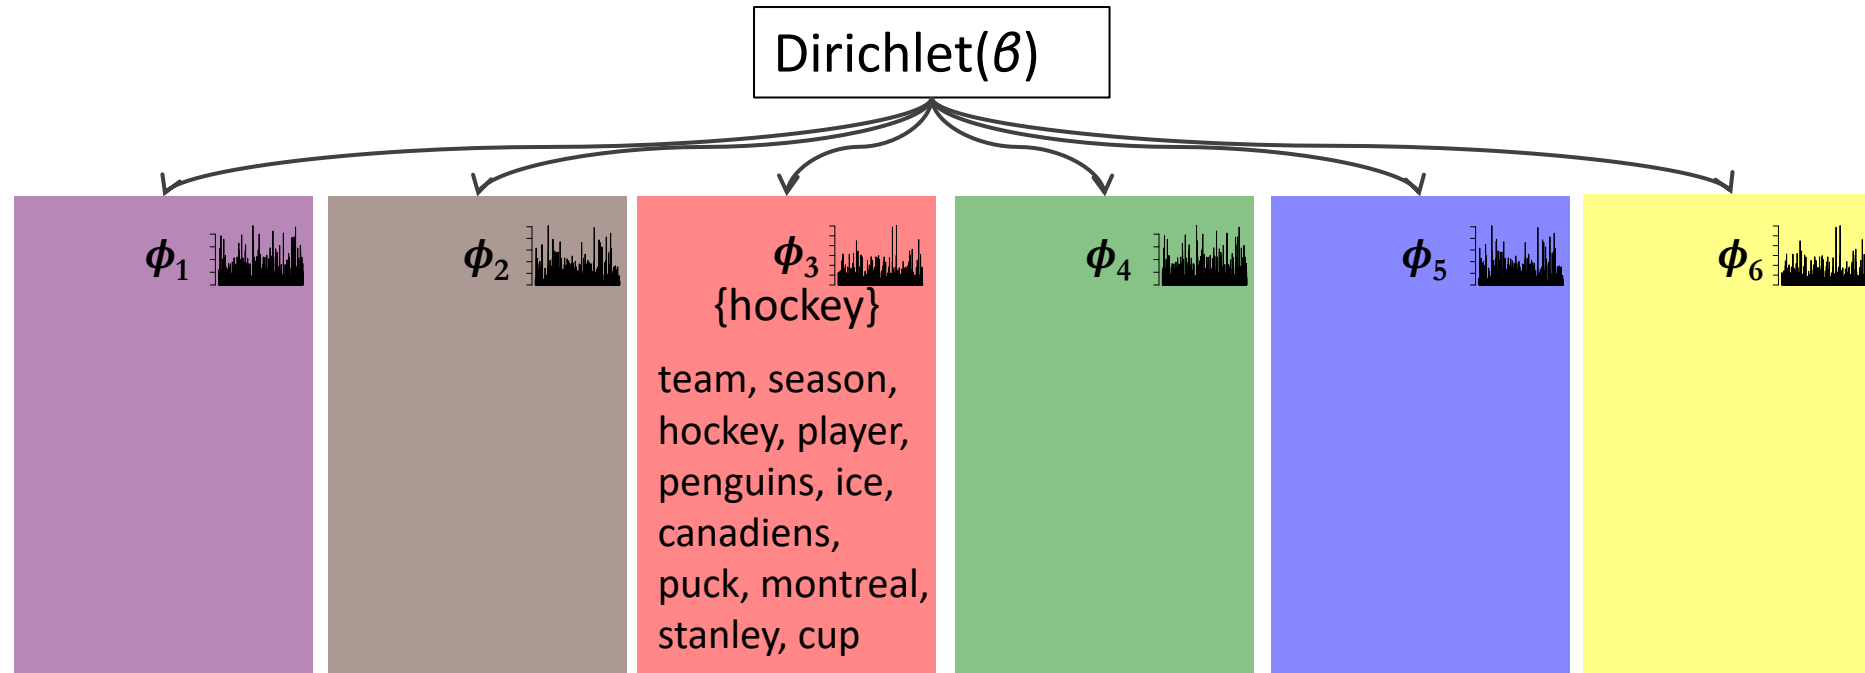 Dirichlet(β)
ϕ1 ϕ2 ϕ3 ϕ4 ϕ5 ϕ6
{hockey}
team, season,
hockey, player,
penguins, ice,
canadiens,
puck, montreal,
stanley, cup